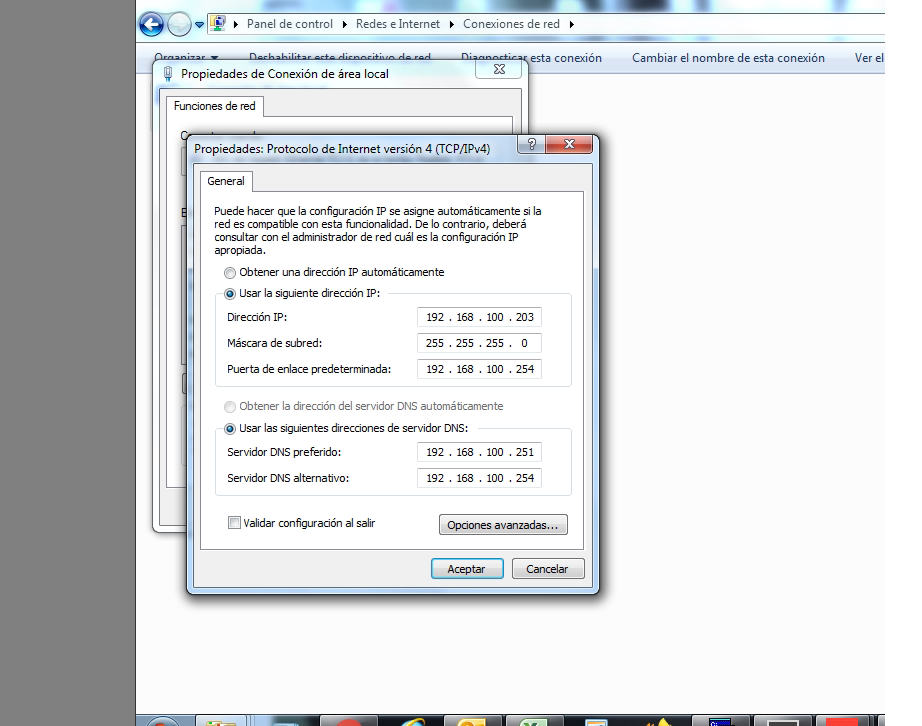 Panel de control
Redes e Internet
Conexiones de red
Organizar
Deshabilitar este dispositivo de red
Diagnosticar esta conexión
Cambiar el nombre de esta conexión
Ver el
Propiedades de Conexión de área local
Funciones de red
Propiedades: Protocolo de Internet versión 4 (TCP/IPv4)
General
Puede hacer que la configuración IP se asigne automáticamente si la
red es compatible con esta funcionalidad. De lo contrario, deberá
consultar con el administrador de red cuál es la configuración IP
apropiada.
Obtener una dirección IP automáticamente
Usar la siguiente dirección IP:
Dirección IP: 192 . 168 . 100 . 203
Máscara de subred: 255 . 255 . 255 . 0
Puerta de enlace predeterminada: 192 . 168 . 100 . 254
Obtener la dirección del servidor DNS automáticamente
Usar las siguientes direcciones de servidor DNS:
Servidor DNS preferido: 192 . 168 . 100 . 251
Servidor DNS alternativo: 192 . 168 . 100 . 254
Validar configuración al salir
Opciones avanzadas...
Aceptar
Cancelar